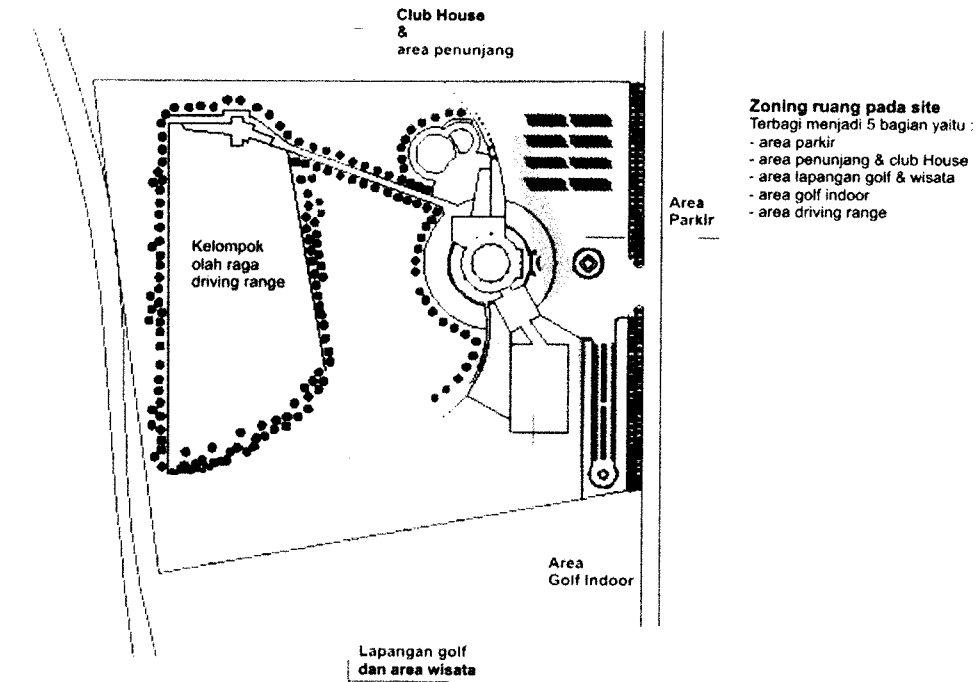 Club House
&
area penunjang
Zoning ruang pada site
Terbagi menjadi 5 bagian yaitu :
- area parkir
- area penunjang & club House
- area lapangan golf & wisata
- area golf indoor
- area driving range
Area
Parkir
Kelompok
olah raga
driving range
Area
Golf Indoor
Lapangan golf
dan area wisata